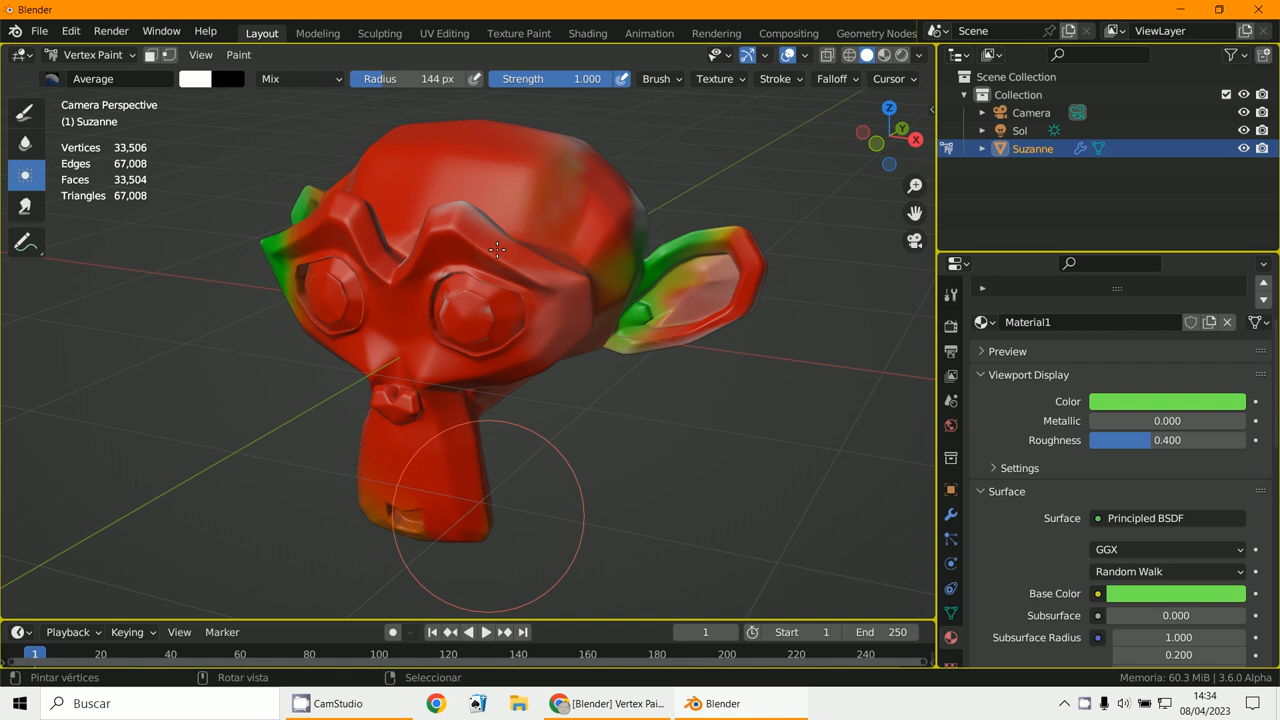 Blender
File Edit Render Window Help Layout Modeling Sculpting UV Editing Texture Paint Shading Animation Rendering Compositing Geometry Nodes Scene ViewLayer
Vertex Paint View Paint
Average Mix Radius 144 px Strength 1.000 Brush Texture Stroke Falloff Cursor
Camera Perspective
(1) Suzanne
Vertices 33,506
Edges 67,008
Faces 33,504
Triangles 67,008
Z
Y
X
Scene Collection
Collection
Camera
Sol
Suzanne
Material1
Preview
Viewport Display
Color
Metallic 0.000
Roughness 0.400
Settings
Surface
Surface Principled BSDF
GGX
Random Walk
Base Color
Subsurface 0.000
Subsurface Radius 1.000
0.200
Playback Keying View Marker 1 Start 1 End 250
1 20 40 60 80 100 120 140 160 180 200 220 240
Pintar vértices Rotar vista Seleccionar Memoria: 60.3 MiB | 3.6.0 Alpha
Buscar CamStudio [Blender] Vertex Pai... Blender
14:34
08/04/2023